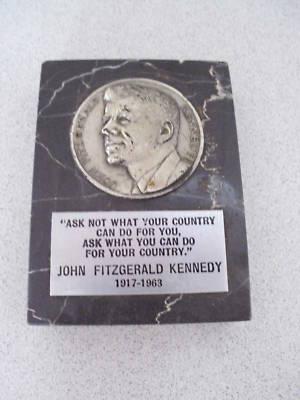 "ASK NOT WHAT YOUR COUNTRY
CAN DO FOR YOU,
ASK WHAT YOU CAN DO
FOR YOUR COUNTRY."
JOHN FITZGERALD KENNEDY
1917-1963